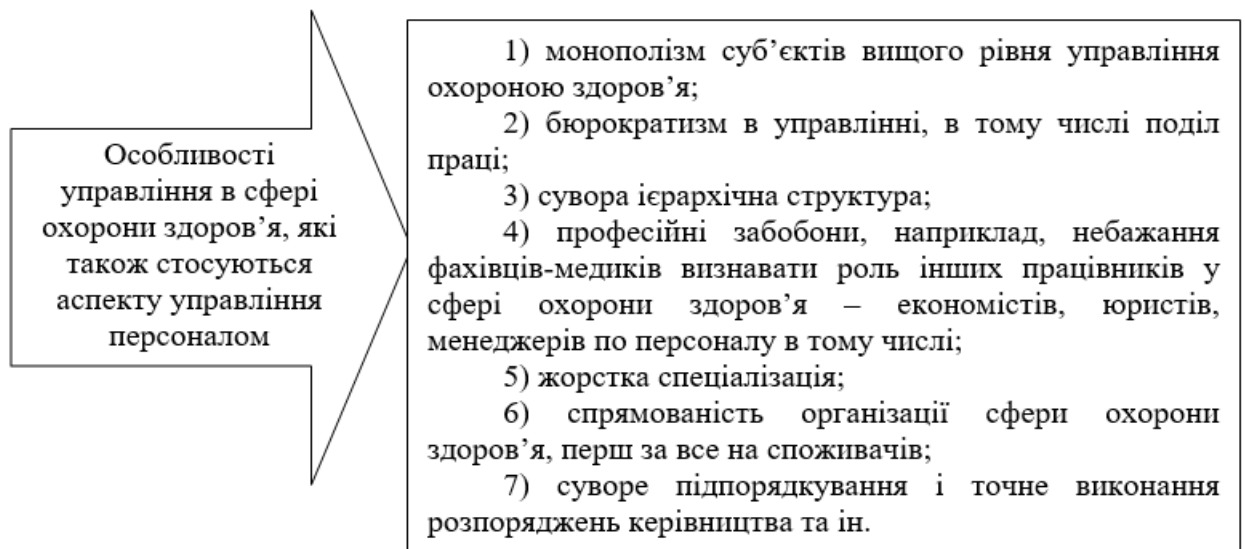 Особливості
управління в сфері
охорони здоров’я, які
також стосуються
аспекту управління
персоналом
1) монополізм суб’єктів вищого рівня управління
охороною здоров’я;
2) бюрократизм в управлінні, в тому числі поділ
праці;
3) сувора ієрархічна структура;
4) професійні забобони, наприклад, небажання
фахівців-медиків визнавати роль інших працівників у
сфері охорони здоров’я – економістів, юристів,
менеджерів по персоналу в тому числі;
5) жорстка спеціалізація;
6) спрямованість організації сфери охорони
здоров’я, перш за все на споживачів;
7) суворе підпорядкування і точне виконання
розпоряджень керівництва та ін.